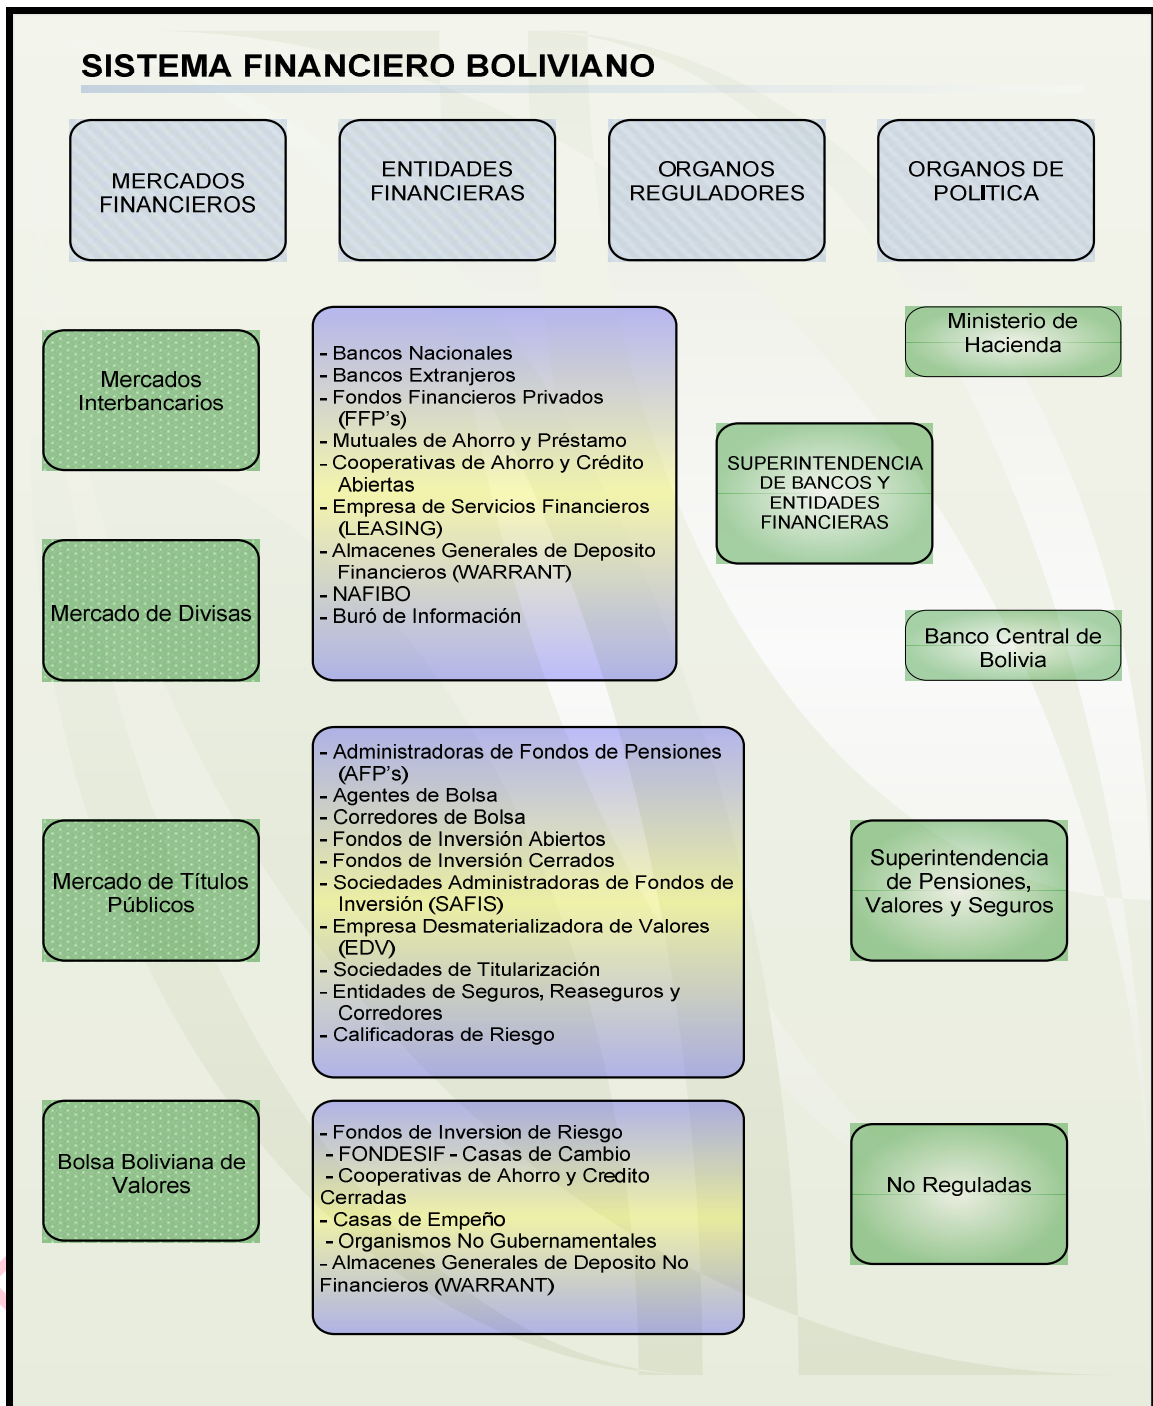 SISTEMA FINANCIERO BOLIVIANO
MERCADOS
FINANCIEROS
ENTIDADES
FINANCIERAS
ORGANOS
REGULADORES
ORGANOS DE
POLITICA
Mercados
Interbancarios
Mercado de Divisas
Mercado de Títulos
Públicos
Bolsa Boliviana de
Valores
- Bancos Nacionales
- Bancos Extranjeros
- Fondos Financieros Privados
(FFP's)
- Mutuales de Ahorro y Préstamo
- Cooperativas de Ahorro y Crédito
Abiertas
- Empresa de Servicios Financieros
(LEASING)
- Almacenes Generales de Deposito
Financieros (WARRANT)
- NAFIBO
- Buró de Información
- Administradoras de Fondos de Pensiones
(AFP's)
- Agentes de Bolsa
- Corredores de Bolsa
- Fondos de Inversión Abiertos
- Fondos de Inversión Cerrados
- Sociedades Administradoras de Fondos de
Inversión (SAFIS)
- Empresa Desmaterializadora de Valores
(EDV)
- Sociedades de Titularización
- Entidades de Seguros, Reaseguros y
Corredores
- Calificadoras de Riesgo
- Fondos de Inversion de Riesgo
- FONDESIF - Casas de Cambio
- Cooperativas de Ahorro y Credito
Cerradas
- Casas de Empeño
- Organismos No Gubernamentales
- Almacenes Generales de Deposito No
Financieros (WARRANT)
Ministerio de
Hacienda
SUPERINTENDENCIA
DE BANCOS Y
ENTIDADES
FINANCIERAS
Banco Central de
Bolivia
Superintendencia
de Pensiones,
Valores y Seguros
No Reguladas